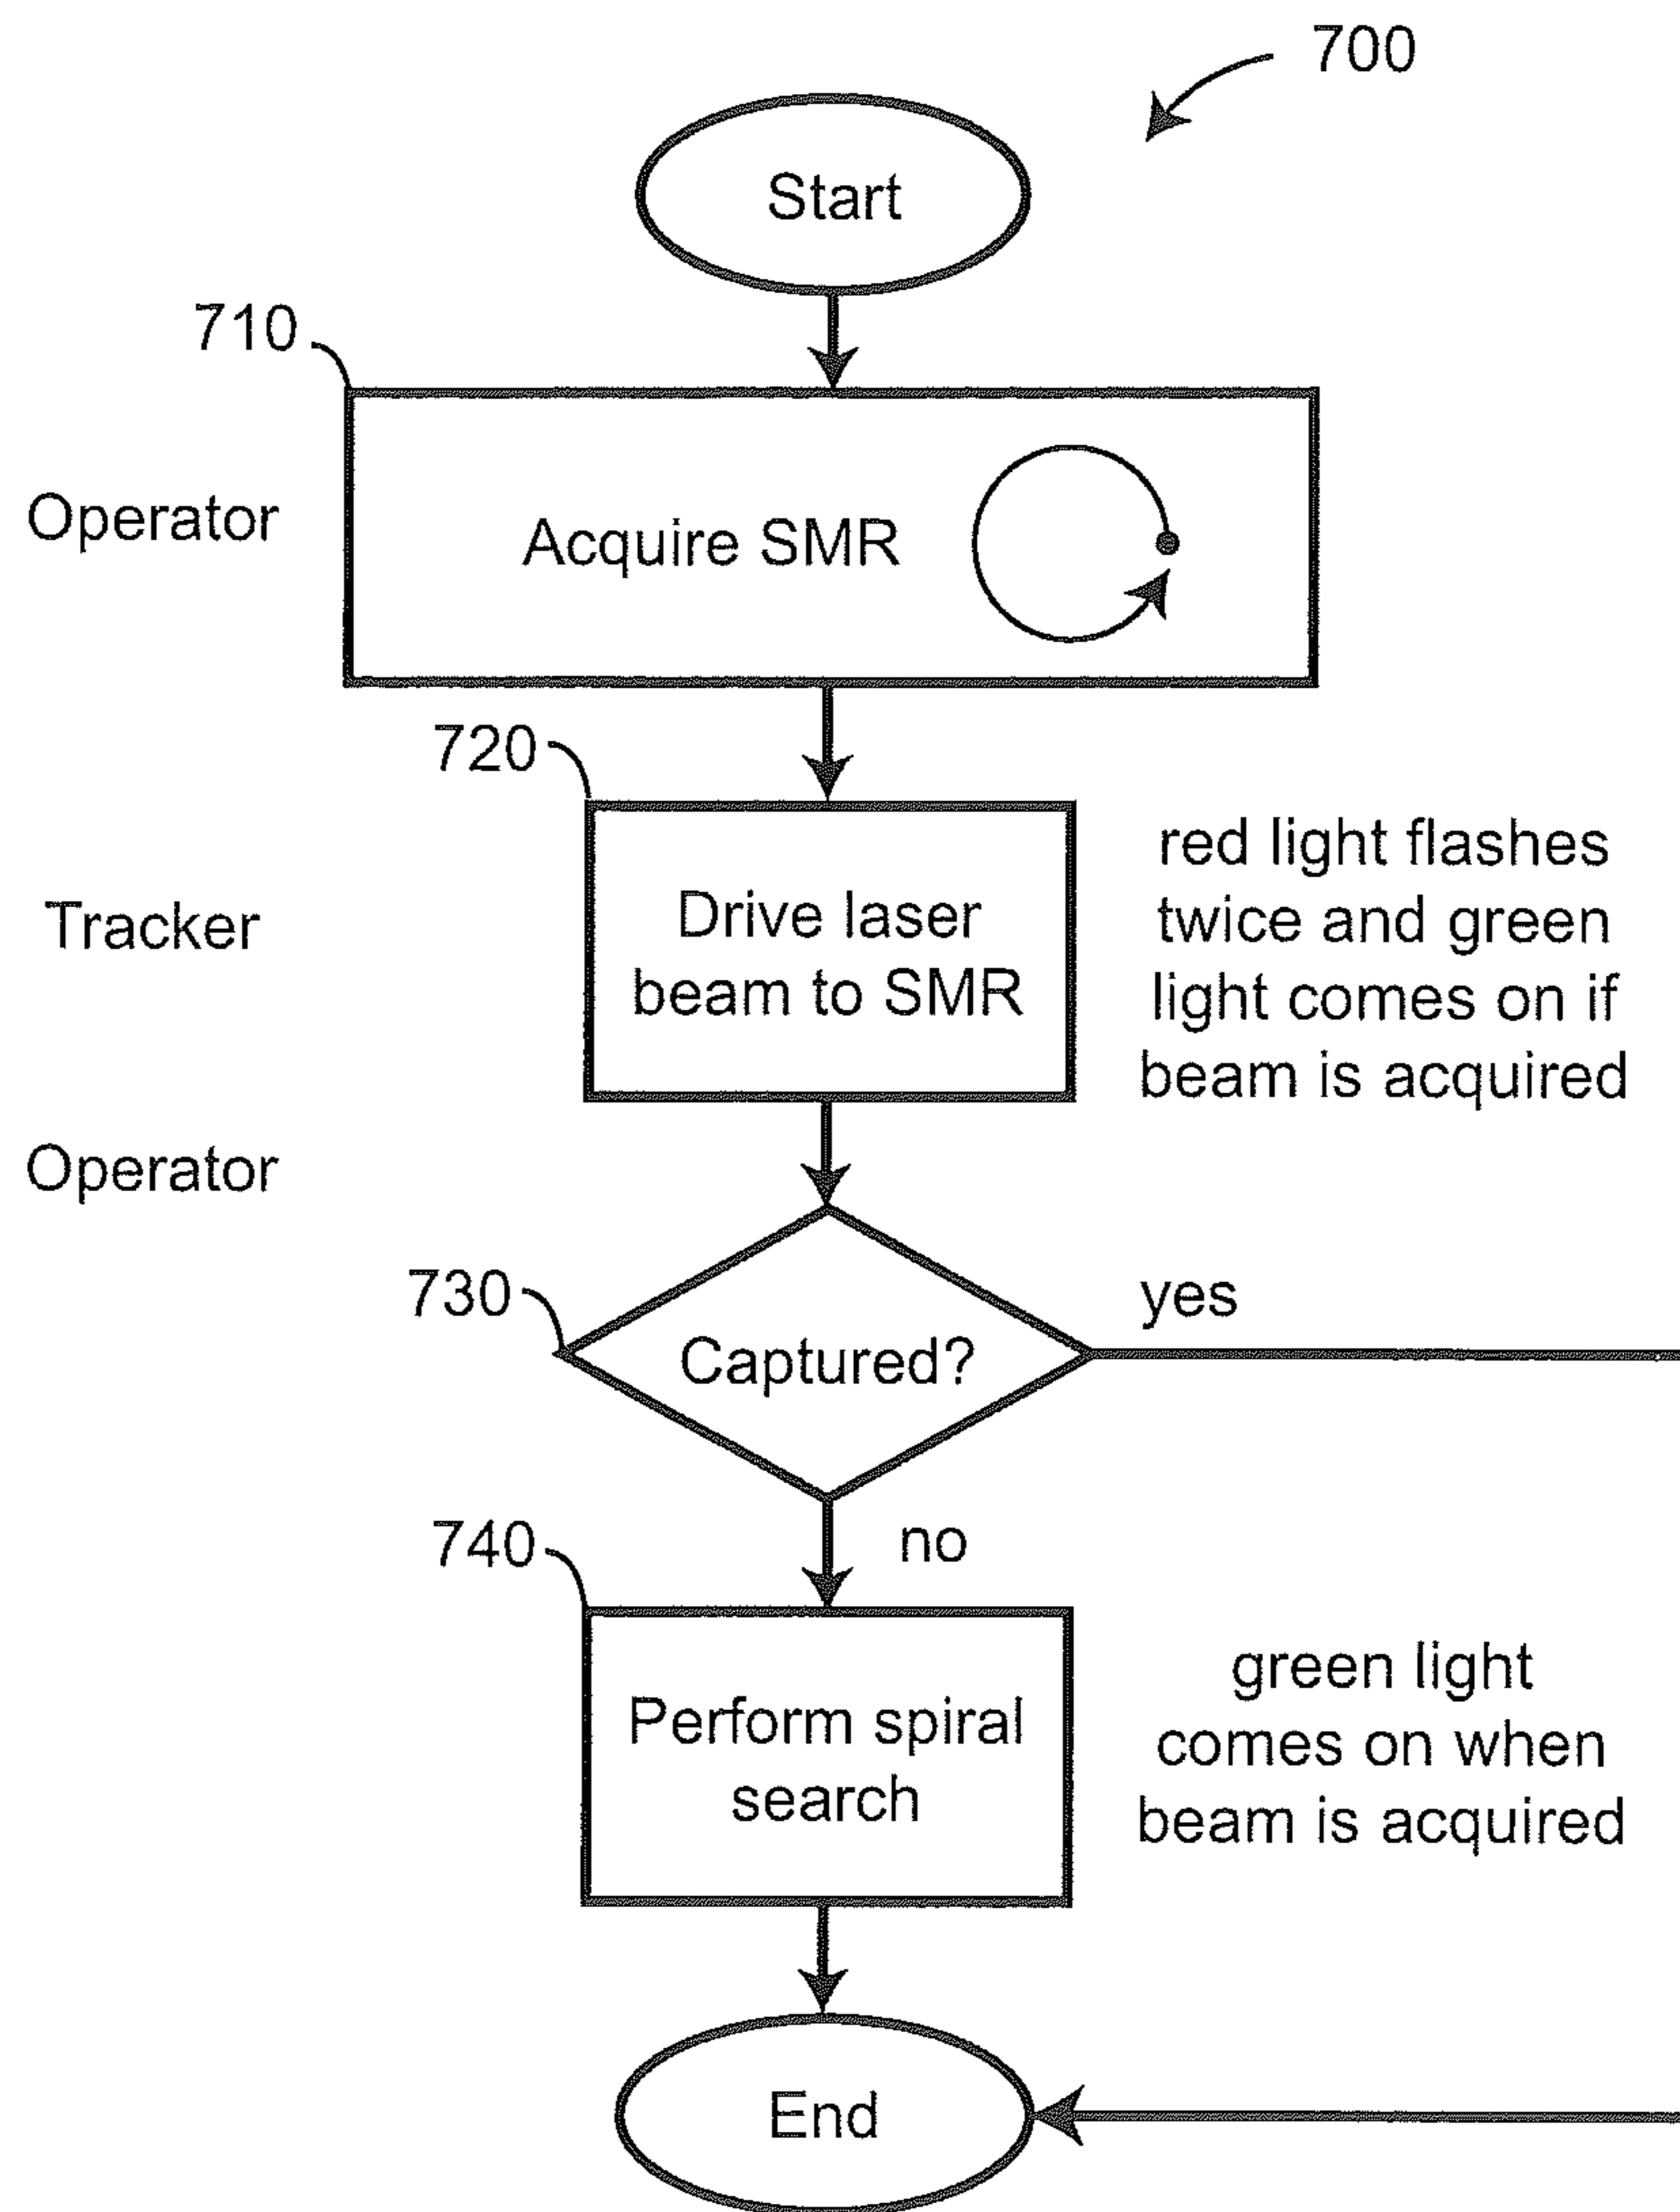 700
Start
710
Operator
Acquire SMR
720
Tracker
Drive laser
beam to SMR
red light flashes
twice and green
light comes on if
beam is acquired
Operator
730
Captured?
yes
no
740
Perform spiral
search
green light
comes on when
beam is acquired
End